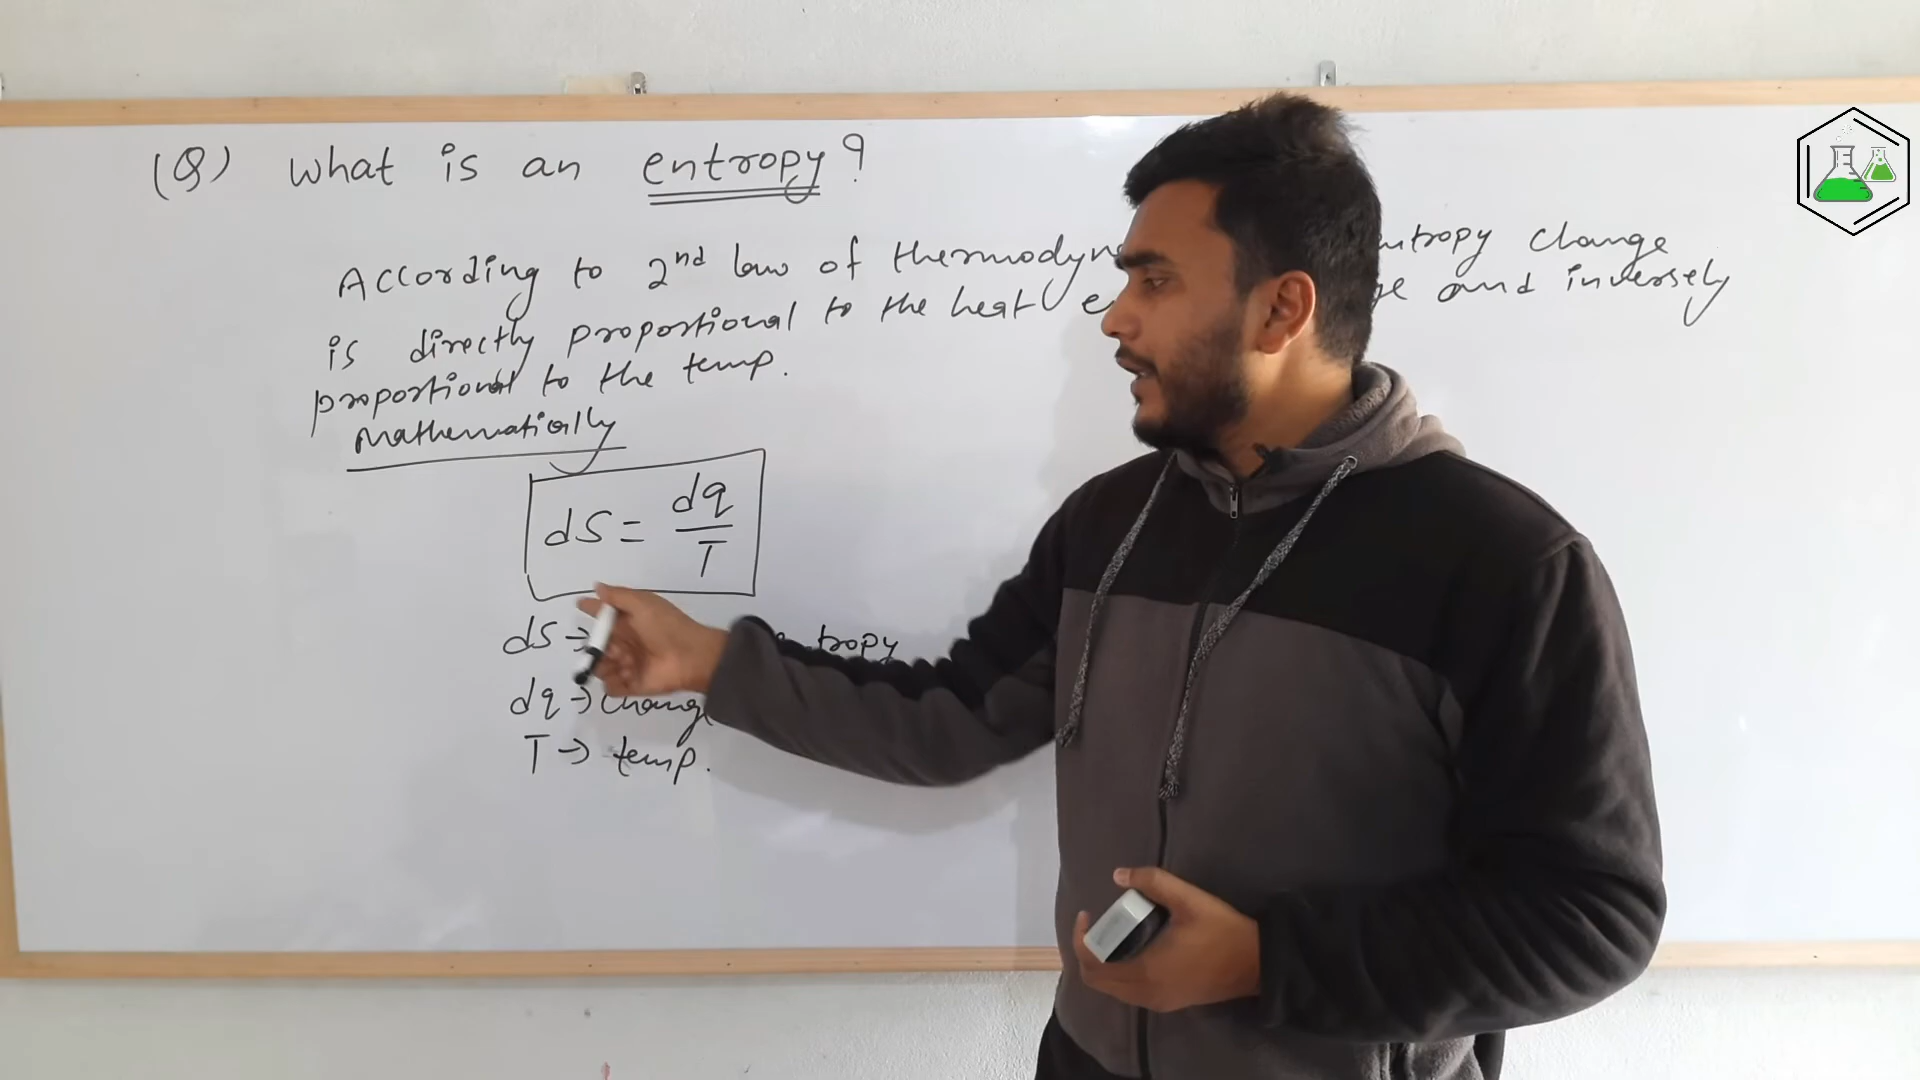 (Q) What is an entropy?
According to 2nd law of thermodyn ntropy change
is directly proportional to the heat e ge and inversely
proportional to the temp.
Mathematically
dS = dq/T
dS → tropy
dq → chang
T → temp.